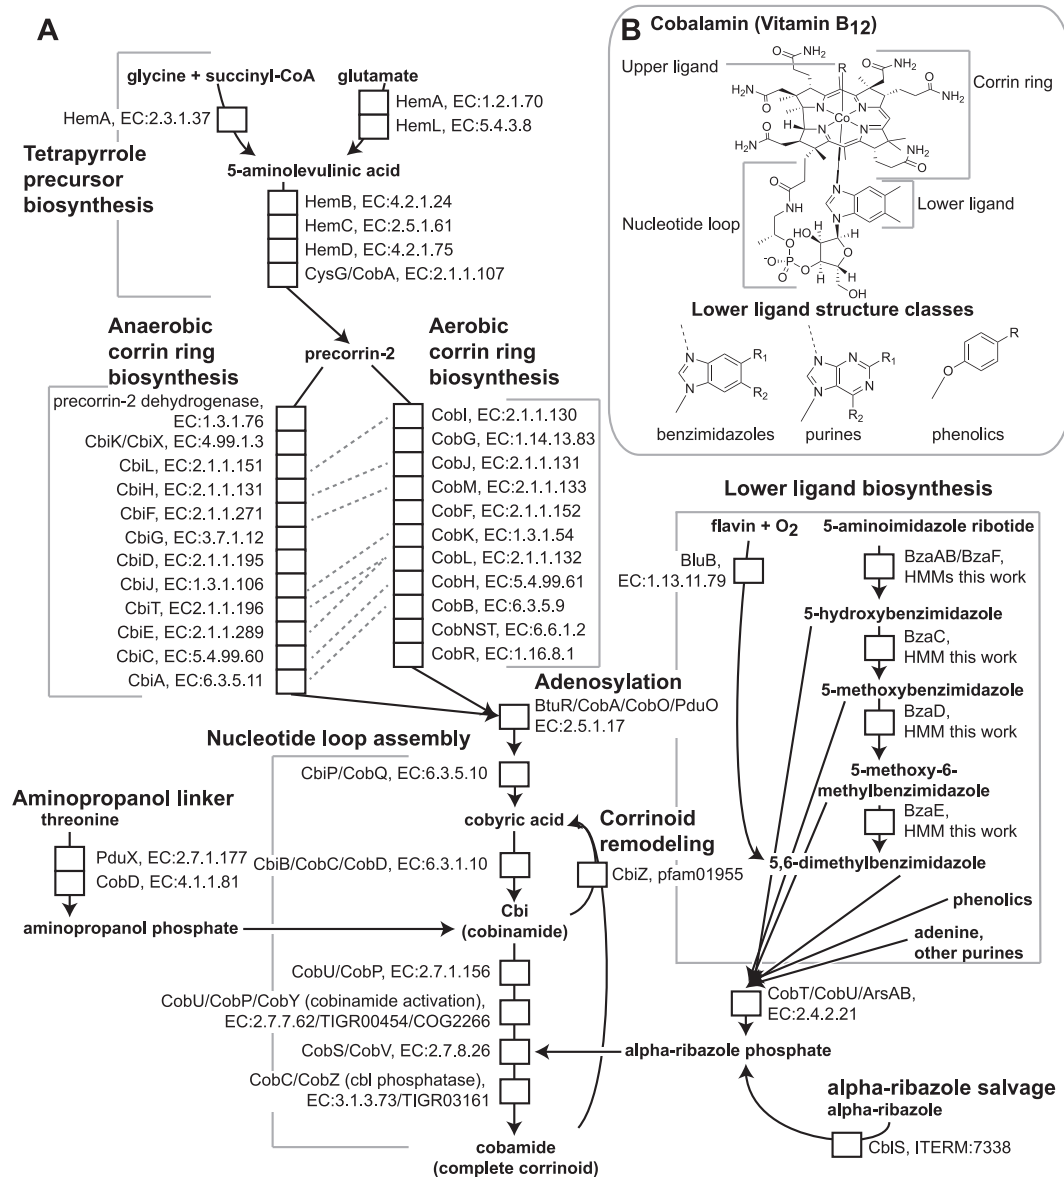 A
glycine + succinyl-CoA
glutamate
HemA, EC:2.3.1.37
HemA, EC:1.2.1.70
HemL, EC:5.4.3.8
Tetrapyrrole
precursor
biosynthesis
5-aminolevulinic acid
HemB, EC:4.2.1.24
HemC, EC:2.5.1.61
HemD, EC:4.2.1.75
CysG/CobA, EC:2.1.1.107
precorrin-2
Anaerobic
corrin ring
biosynthesis
precorrin-2 dehydrogenase,
EC:1.3.1.76
CbiK/CbiX, EC:4.99.1.3
CbiL, EC:2.1.1.151
CbiH, EC:2.1.1.131
CbiF, EC:2.1.1.271
CbiG, EC:3.7.1.12
CbiD, EC:2.1.1.195
CbiJ, EC:1.3.1.106
CbiT, EC2.1.1.196
CbiE, EC:2.1.1.289
CbiC, EC:5.4.99.60
CbiA, EC:6.3.5.11
Aerobic
corrin ring
biosynthesis
CobI, EC:2.1.1.130
CobG, EC:1.14.13.83
CobJ, EC:2.1.1.131
CobM, EC:2.1.1.133
CobF, EC:2.1.1.152
CobK, EC:1.3.1.54
CobL, EC:2.1.1.132
CobH, EC:5.4.99.61
CobB, EC:6.3.5.9
CobNST, EC:6.6.1.2
CobR, EC:1.16.8.1
Adenosylation
BtuR/CobA/CobO/PduO
EC:2.5.1.17
Nucleotide loop assembly
CbiP/CobQ, EC:6.3.5.10
cobyric acid
CbiB/CobC/CobD, EC:6.3.1.10
Cbi
(cobinamide)
Aminopropanol linker
threonine
PduX, EC:2.7.1.177
CobD, EC:4.1.1.81
aminopropanol phosphate
Corrinoid
remodeling
CbiZ, pfam01955
CobU/CobP, EC:2.7.1.156
CobU/CobP/CobY (cobinamide activation),
EC:2.7.7.62/TIGR00454/COG2266
CobS/CobV, EC:2.7.8.26
CobC/CobZ (cbl phosphatase),
EC:3.1.3.73/TIGR03161
cobamide
(complete corrinoid)
B
Cobalamin (Vitamin B12)
Upper ligand
Corrin ring
Nucleotide loop
Lower ligand
R
NH2
O
NH2
O
NH2
O
H2N
O
NH2
O
N
N
Co
N
N
H
H2N
O
NH2
O
O
NH
N
N
HO
H
O
H
H
O
-O
P
O
O
H
OH
Lower ligand structure classes
N
N
R1
R2
benzimidazoles
N
N
N
N
R1
R2
purines
R
O
phenolics
Lower ligand biosynthesis
flavin + O2
5-aminoimidazole ribotide
BluB,
EC:1.13.11.79
BzaAB/BzaF,
HMMs this work
5-hydroxybenzimidazole
BzaC,
HMM this work
5-methoxybenzimidazole
BzaD,
HMM this work
5-methoxy-6-
methylbenzimidazole
BzaE,
HMM this work
5,6-dimethylbenzimidazole
phenolics
adenine,
other purines
CobT/CobU/ArsAB,
EC:2.4.2.21
alpha-ribazole phosphate
alpha-ribazole salvage
alpha-ribazole
CblS, ITERM:7338